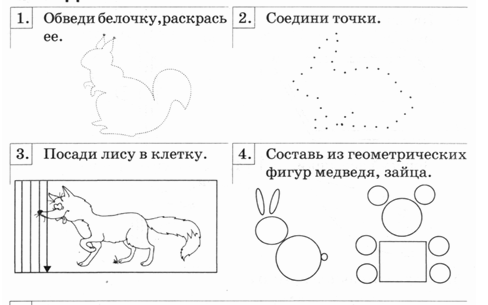 1. Обведи белочку,раскрась
ее.
2. Соедини точки.
3. Посади лису в клетку.
4. Составь из геометрических
фигур медведя, зайца.